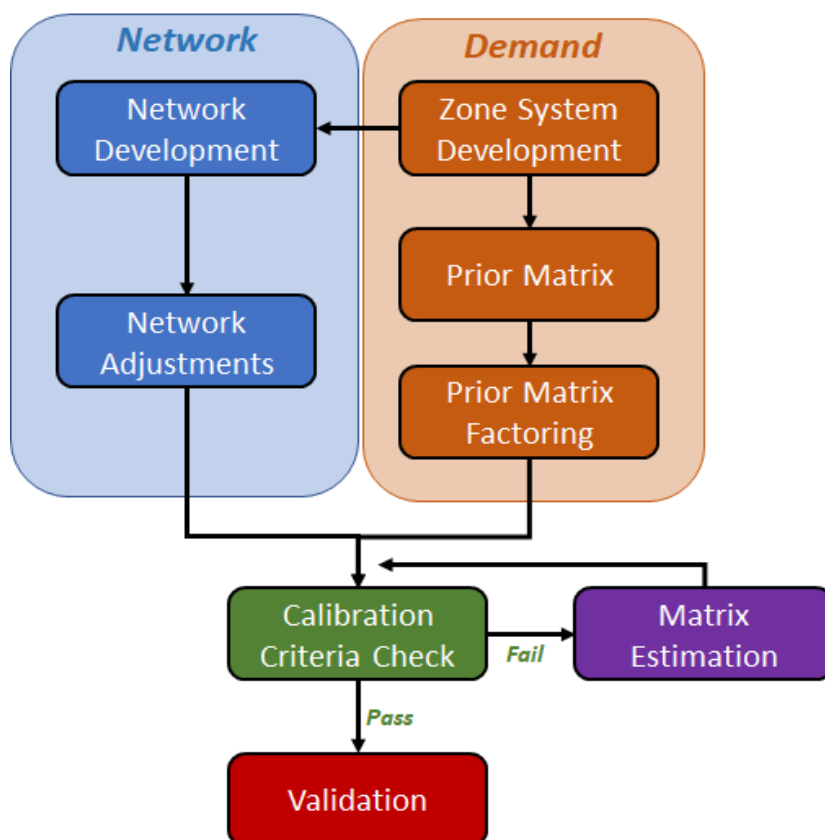 Network
Network
Development
Network
Adjustments
Demand
Zone System
Development
Prior Matrix
Prior Matrix
Factoring
Calibration
Criteria Check
Fail
Matrix
Estimation
Pass
Validation